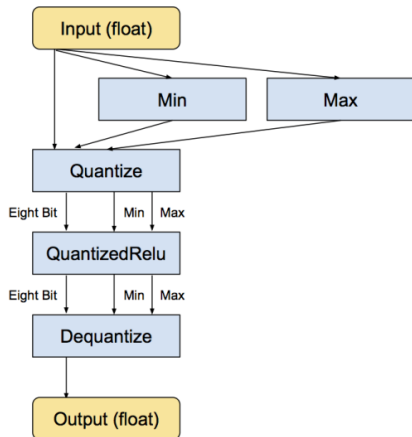 Input (float)
Min
Max
Quantize
Eight Bit
Min
Max
QuantizedRelu
Eight Bit
Min
Max
Dequantize
Output (float)